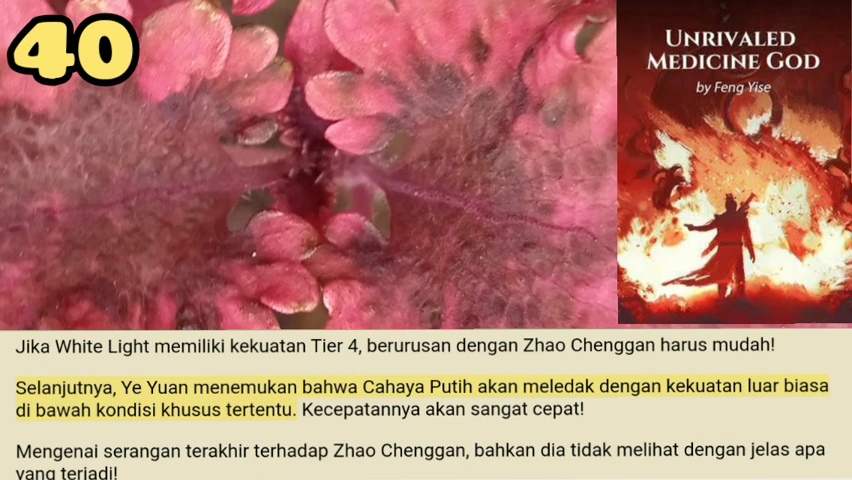 40
UNRIVALED
MEDICINE GOD
by Feng Yise
Jika White Light memiliki kekuatan Tier 4, berurusan dengan Zhao Chenggan harus mudah!
Selanjutnya, Ye Yuan menemukan bahwa Cahaya Putih akan meledak dengan kekuatan luar biasa
di bawah kondisi khusus tertentu. Kecepatannya akan sangat cepat!
Mengenai serangan terakhir terhadap Zhao Chenggan, bahkan dia tidak melihat dengan jelas apa
yang terjadi!